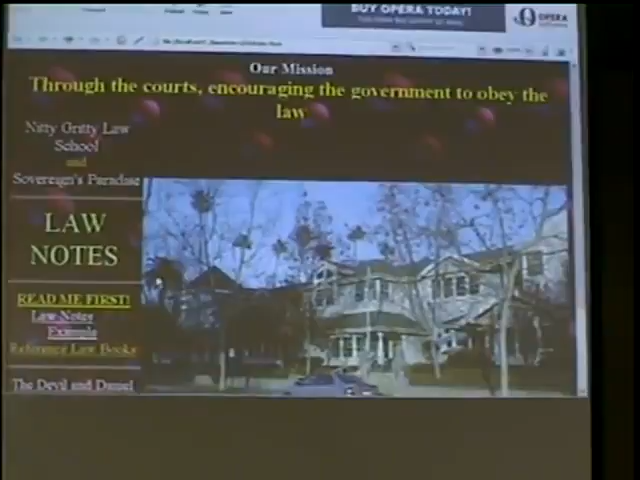 BUY OPERA TODAY!
OPERA
Our Mission
Through the courts, encouraging the government to obey the
law
Nitty Gritty Law
School
and
Sovereign's Paradise
LAW
NOTES
READ ME FIRST!
Law Notes
Example
Reference Law Books
The Devil and Daniel